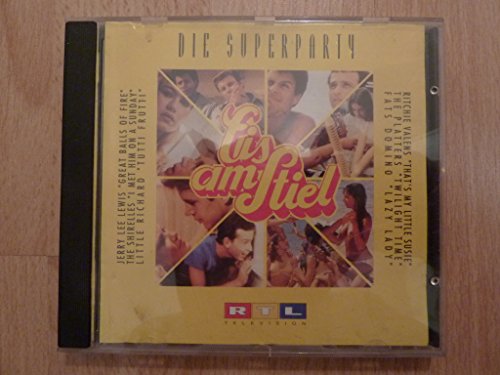 DIE SUPERPARTY
JERRY LEE LEWIS "GREAT BALLS OF FIRE"
THE SHIRELLES "I MET HIM ON A SUNDAY"
LITTLE RICHARD "TUTTI FRUTTI"
Eis
am Stiel
RITCHIE VALENS "THAT'S MY LITTLE SUSIE"
THE PLATTERS "TWILIGHT TIME"
FATS DOMINO "LAZY LADY"
RTL
TELEVISION